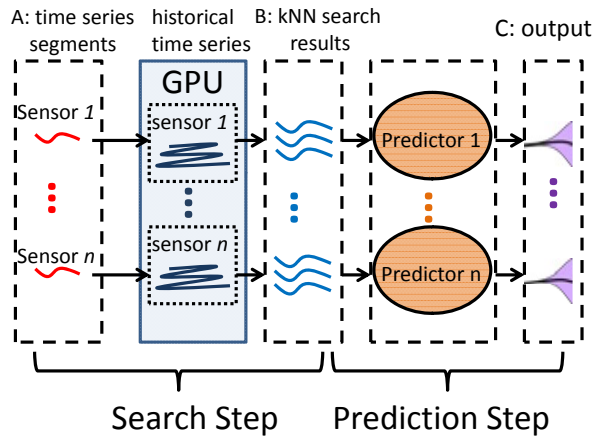 A: time series
segments
historical
time series
B: kNN search
results
C: output
GPU
Sensor 1
sensor 1
Predictor 1
Sensor n
sensor n
Predictor n
Search Step
Prediction Step